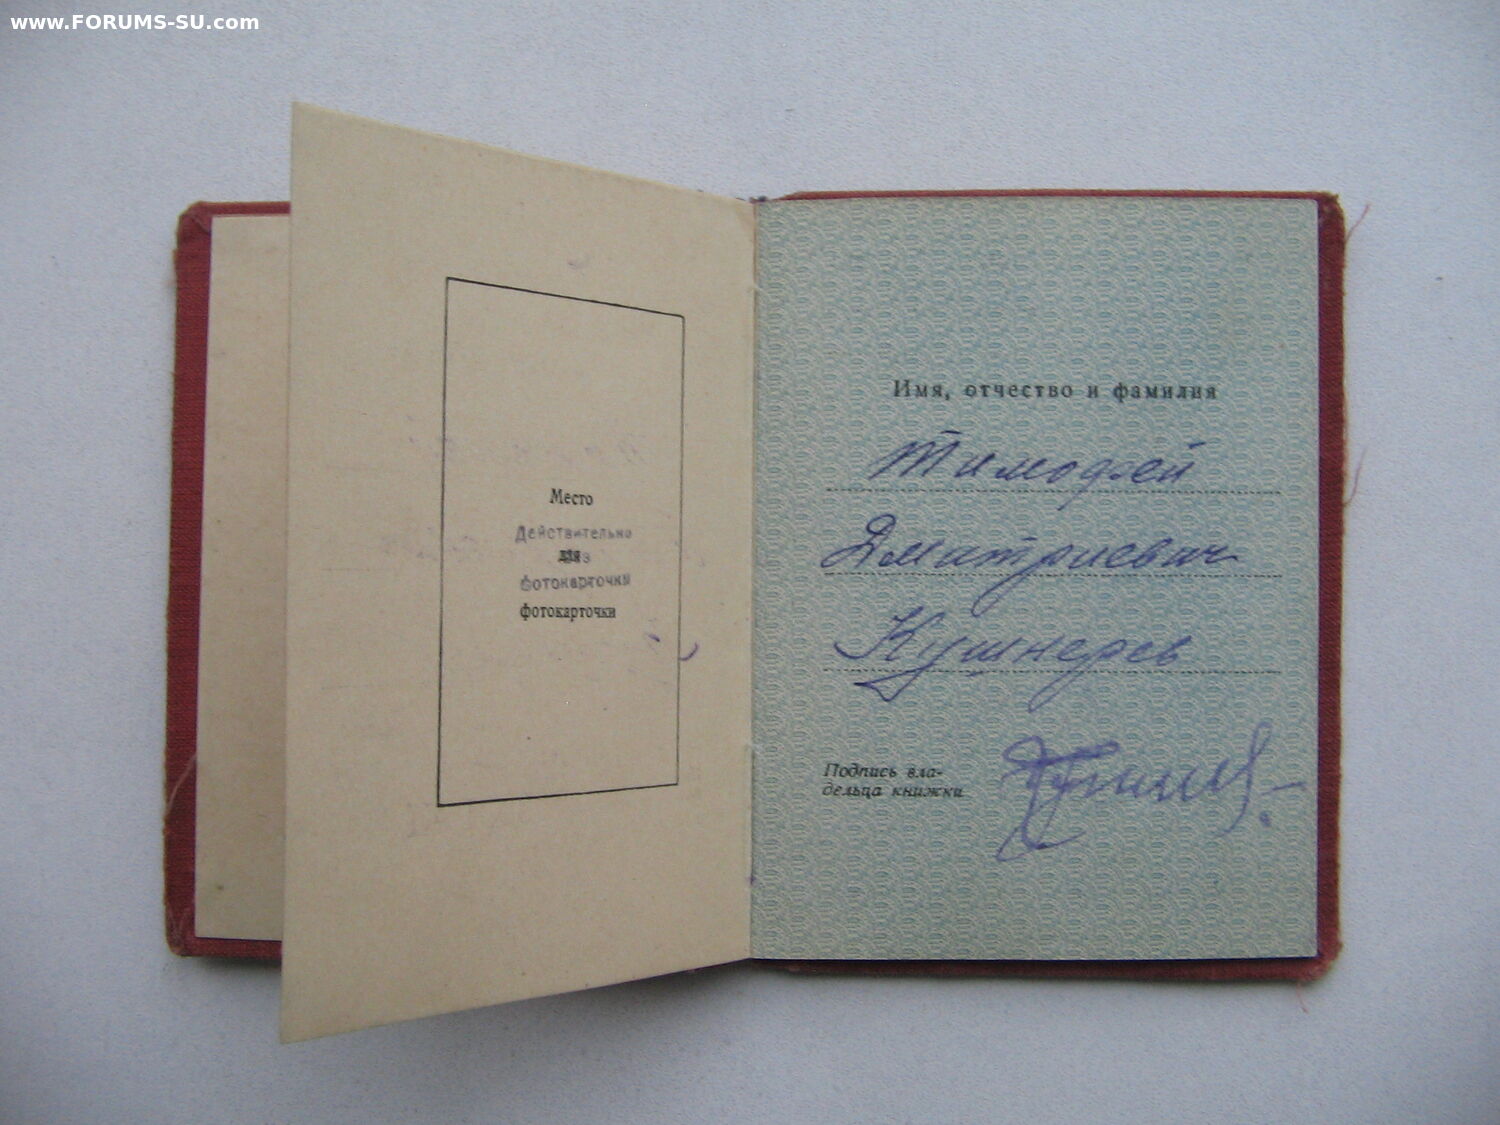 www.FORUMS-SU.com
Место
Действительно
для
без
фотокарточки
фотокарточки
Имя, отчество и фамилия
Тимофей
Дмитриевич
Кушнерев
Подпись вла-
дельца книжки